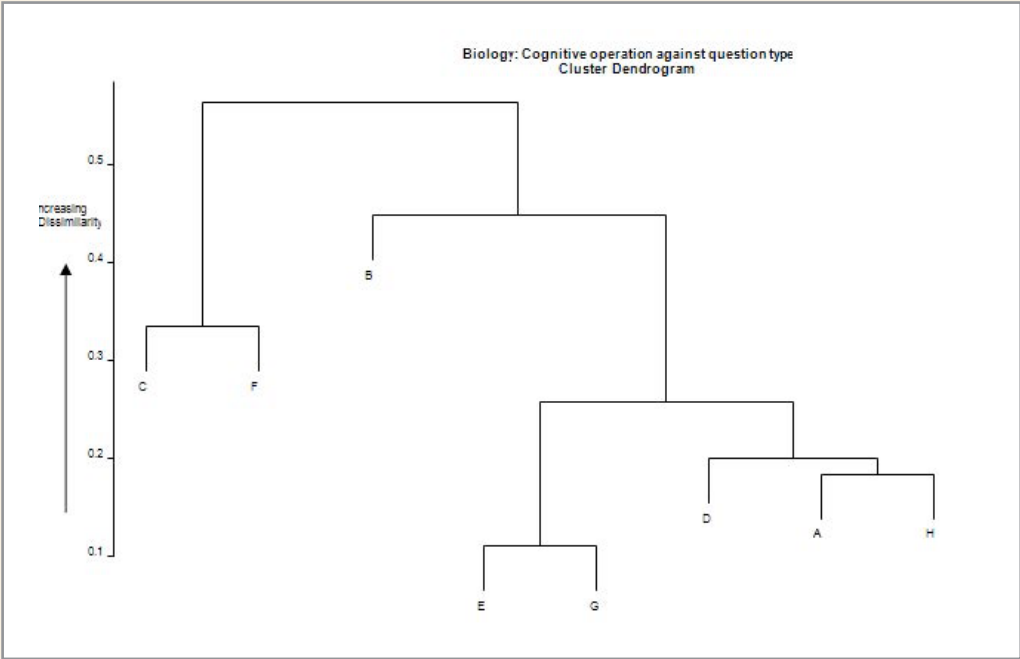 Biology: Cognitive operation against question type
Cluster Dendrogram
0.5
ncreasing
Dissimilarity
0.4
B
0.3
C F
0.2
D
A H
0.1
E G